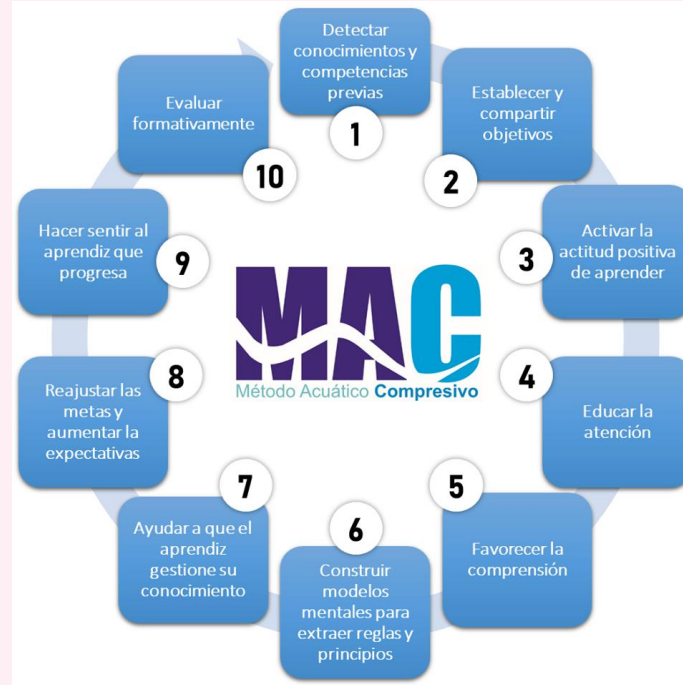 Detectar
conocimientos y
competencias
previas
1
Establecer y
compartir
objetivos
2
Activar la
actitud positiva
de aprender
3
Educar la
atención
4
Favorecer la
comprensión
5
Construir
modelos
mentales para
extraer reglas y
principios
6
Ayudar a que el
aprendiz
gestione su
conocimiento
7
Reajustar las
metas y
aumentar la
expectativas
8
Hacer sentir al
aprendiz que
progresa
9
Evaluar
formativamente
10
MAC
Método Acuático Compresivo